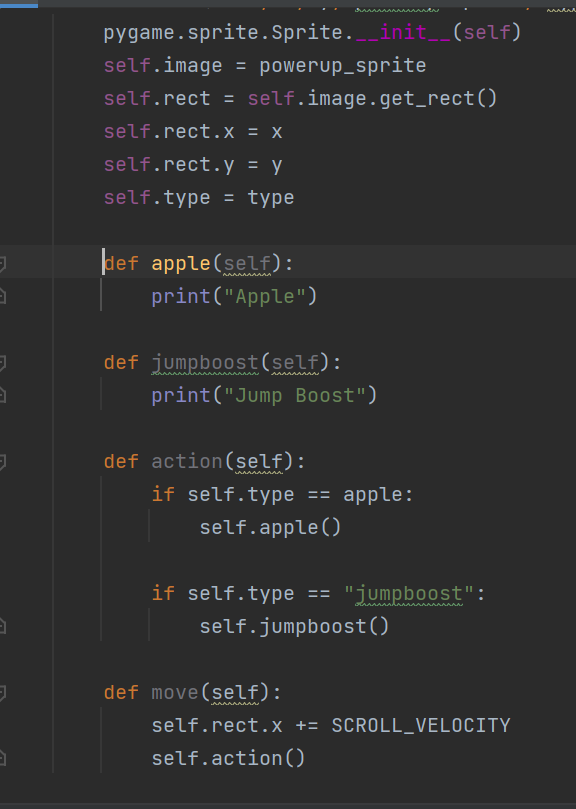 pygame.sprite.Sprite.__init__(self)
self.image = powerup_sprite
self.rect = self.image.get_rect()
self.rect.x = x
self.rect.y = y
self.type = type
def apple(self):
print("Apple")
def jumpboost(self):
print("Jump Boost")
def action(self):
if self.type == apple:
self.apple()
if self.type == "jumpboost":
self.jumpboost()
def move(self):
self.rect.x += SCROLL_VELOCITY
self.action()